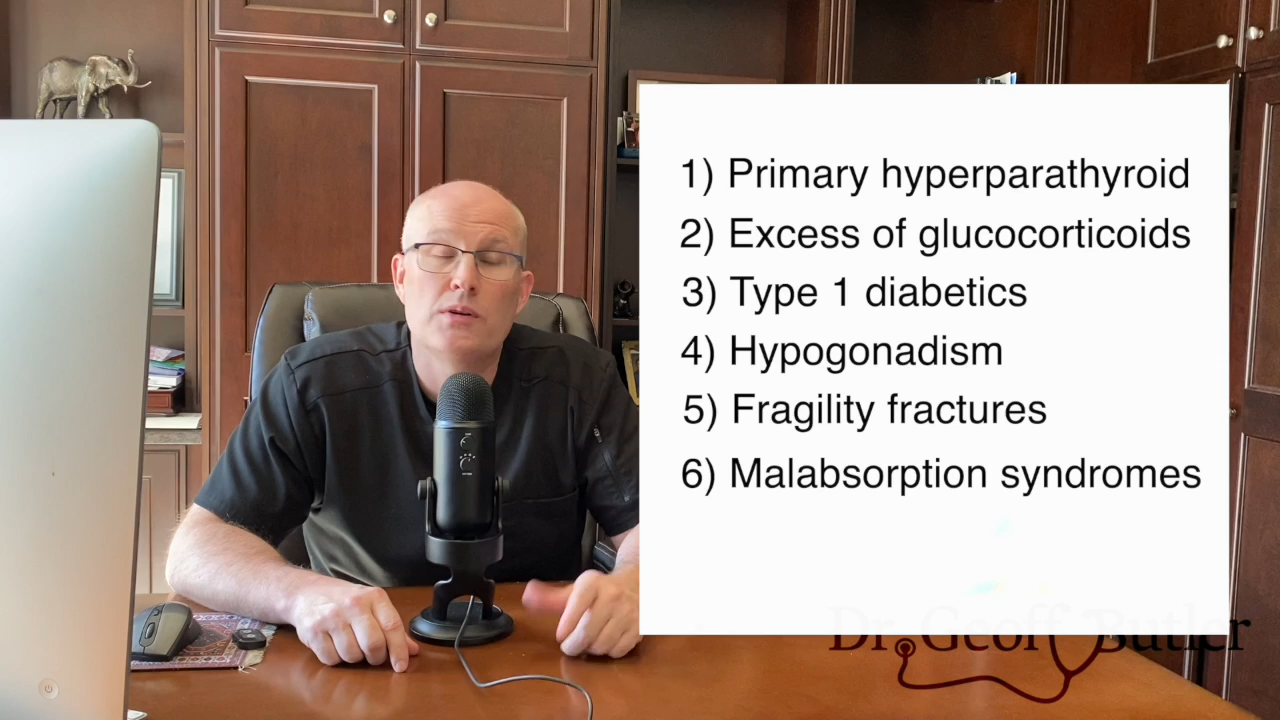 1) Primary hyperparathyroid
2) Excess of glucocorticoids
3) Type 1 diabetics
4) Hypogonadism
5) Fragility fractures
6) Malabsorption syndromes
Dr. Geoff Butler